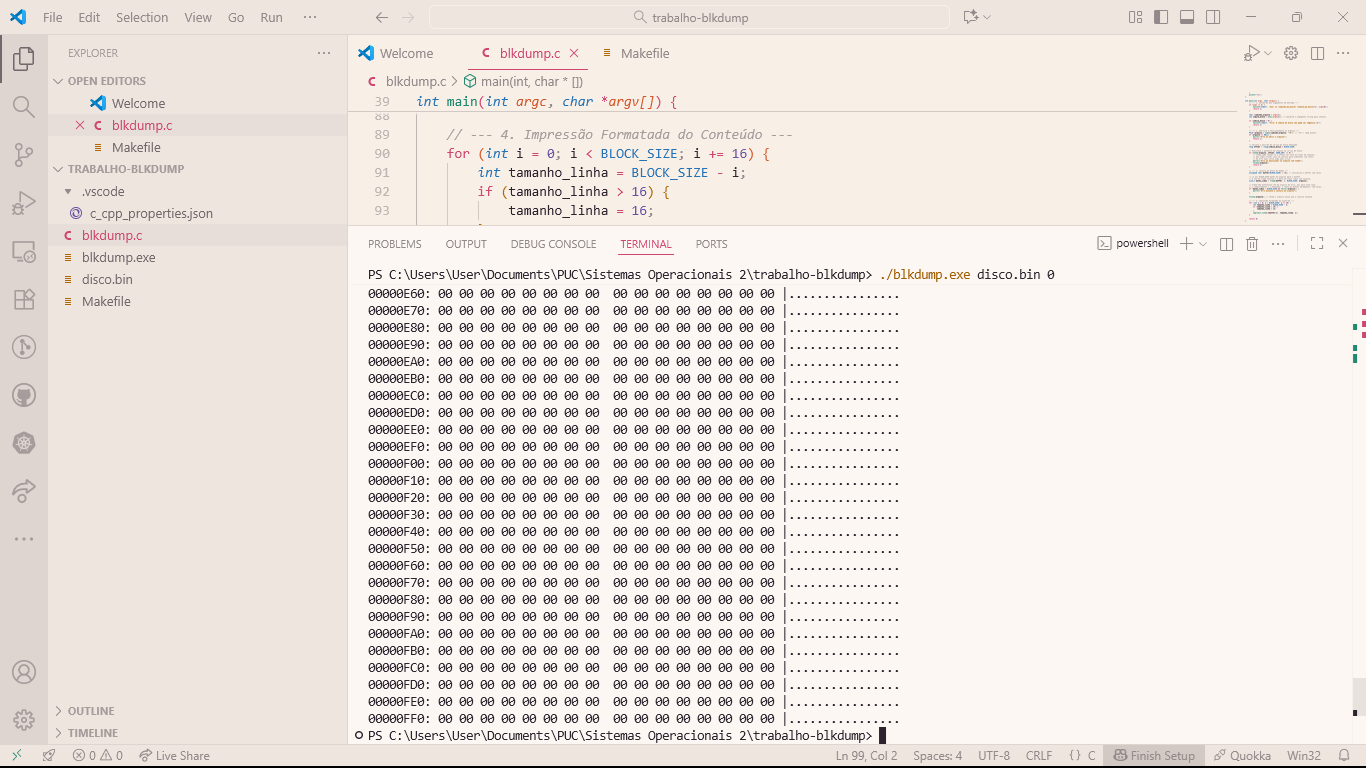 File Edit Selection View Go Run ··· trabalho-blkdump
EXPLORER ···
OPEN EDITORS
Welcome
C blkdump.c
Makefile
TRABALHO-BLKDUMP
.vscode
c_cpp_properties.json
C blkdump.c
blkdump.exe
disco.bin
Makefile
OUTLINE
TIMELINE
Welcome C blkdump.c Makefile
C blkdump.c > main(int, char * [])
39 int main(int argc, char *argv[]) {
88
89 // --- 4. Impressão Formatada do Conteúdo ---
90 for (int i = 0; i < BLOCK_SIZE; i += 16) {
91 int tamanho_linha = BLOCK_SIZE - i;
92 if (tamanho_linha > 16) {
93 tamanho_linha = 16;
PROBLEMS OUTPUT DEBUG CONSOLE TERMINAL PORTS powershell
PS C:\Users\User\Documents\PUC\Sistemas Operacionais 2\trabalho-blkdump> ./blkdump.exe disco.bin 0
00000E60: 00 00 00 00 00 00 00 00  00 00 00 00 00 00 00 00 |................
00000E70: 00 00 00 00 00 00 00 00  00 00 00 00 00 00 00 00 |................
00000E80: 00 00 00 00 00 00 00 00  00 00 00 00 00 00 00 00 |................
00000E90: 00 00 00 00 00 00 00 00  00 00 00 00 00 00 00 00 |................
00000EA0: 00 00 00 00 00 00 00 00  00 00 00 00 00 00 00 00 |................
00000EB0: 00 00 00 00 00 00 00 00  00 00 00 00 00 00 00 00 |................
00000EC0: 00 00 00 00 00 00 00 00  00 00 00 00 00 00 00 00 |................
00000ED0: 00 00 00 00 00 00 00 00  00 00 00 00 00 00 00 00 |................
00000EE0: 00 00 00 00 00 00 00 00  00 00 00 00 00 00 00 00 |................
00000EF0: 00 00 00 00 00 00 00 00  00 00 00 00 00 00 00 00 |................
00000F00: 00 00 00 00 00 00 00 00  00 00 00 00 00 00 00 00 |................
00000F10: 00 00 00 00 00 00 00 00  00 00 00 00 00 00 00 00 |................
00000F20: 00 00 00 00 00 00 00 00  00 00 00 00 00 00 00 00 |................
00000F30: 00 00 00 00 00 00 00 00  00 00 00 00 00 00 00 00 |................
00000F40: 00 00 00 00 00 00 00 00  00 00 00 00 00 00 00 00 |................
00000F50: 00 00 00 00 00 00 00 00  00 00 00 00 00 00 00 00 |................
00000F60: 00 00 00 00 00 00 00 00  00 00 00 00 00 00 00 00 |................
00000F70: 00 00 00 00 00 00 00 00  00 00 00 00 00 00 00 00 |................
00000F80: 00 00 00 00 00 00 00 00  00 00 00 00 00 00 00 00 |................
00000F90: 00 00 00 00 00 00 00 00  00 00 00 00 00 00 00 00 |................
00000FA0: 00 00 00 00 00 00 00 00  00 00 00 00 00 00 00 00 |................
00000FB0: 00 00 00 00 00 00 00 00  00 00 00 00 00 00 00 00 |................
00000FC0: 00 00 00 00 00 00 00 00  00 00 00 00 00 00 00 00 |................
00000FD0: 00 00 00 00 00 00 00 00  00 00 00 00 00 00 00 00 |................
00000FE0: 00 00 00 00 00 00 00 00  00 00 00 00 00 00 00 00 |................
00000FF0: 00 00 00 00 00 00 00 00  00 00 00 00 00 00 00 00 |................
PS C:\Users\User\Documents\PUC\Sistemas Operacionais 2\trabalho-blkdump>
0 0 Live Share Ln 99, Col 2 Spaces: 4 UTF-8 CRLF {} C Finish Setup Quokka Win32